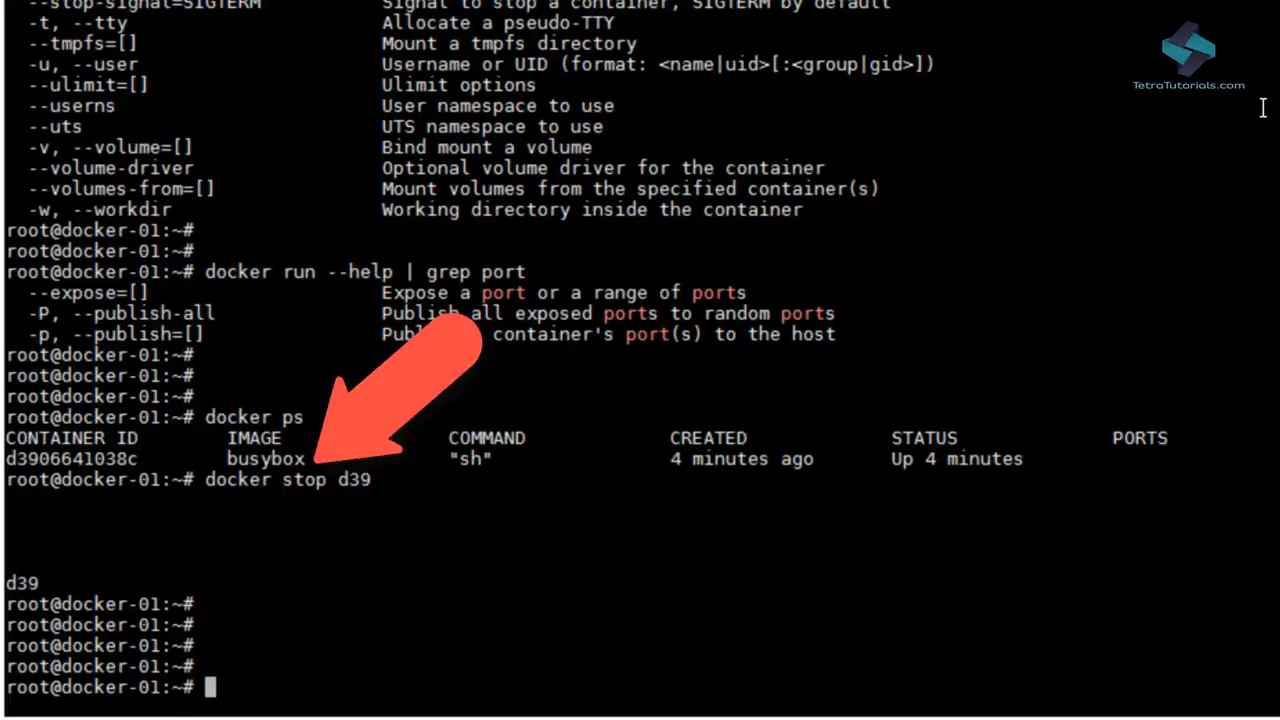 --stop-signal=SIGTERM Signal to stop a container, SIGTERM by default
-t, --tty Allocate a pseudo-TTY
--tmpfs=[] Mount a tmpfs directory
-u, --user Username or UID (format: <name|uid>[:<group|gid>])
--ulimit=[] Ulimit options
--userns User namespace to use
--uts UTS namespace to use
-v, --volume=[] Bind mount a volume
--volume-driver Optional volume driver for the container
--volumes-from=[] Mount volumes from the specified container(s)
-w, --workdir Working directory inside the container
root@docker-01:~#
root@docker-01:~#
root@docker-01:~# docker run --help | grep port
--expose=[] Expose a port or a range of ports
-P, --publish-all Publish all exposed ports to random ports
-p, --publish=[] container's port(s) to the host
root@docker-01:~#
root@docker-01:~#
root@docker-01:~#
root@docker-01:~# docker ps
CONTAINER ID IMAGE COMMAND CREATED STATUS PORTS
d3906641038c busybox "sh" 4 minutes ago Up 4 minutes
root@docker-01:~# docker stop d39
d39
root@docker-01:~#
root@docker-01:~#
root@docker-01:~#
root@docker-01:~#
root@docker-01:~#
TetraTutorials.com